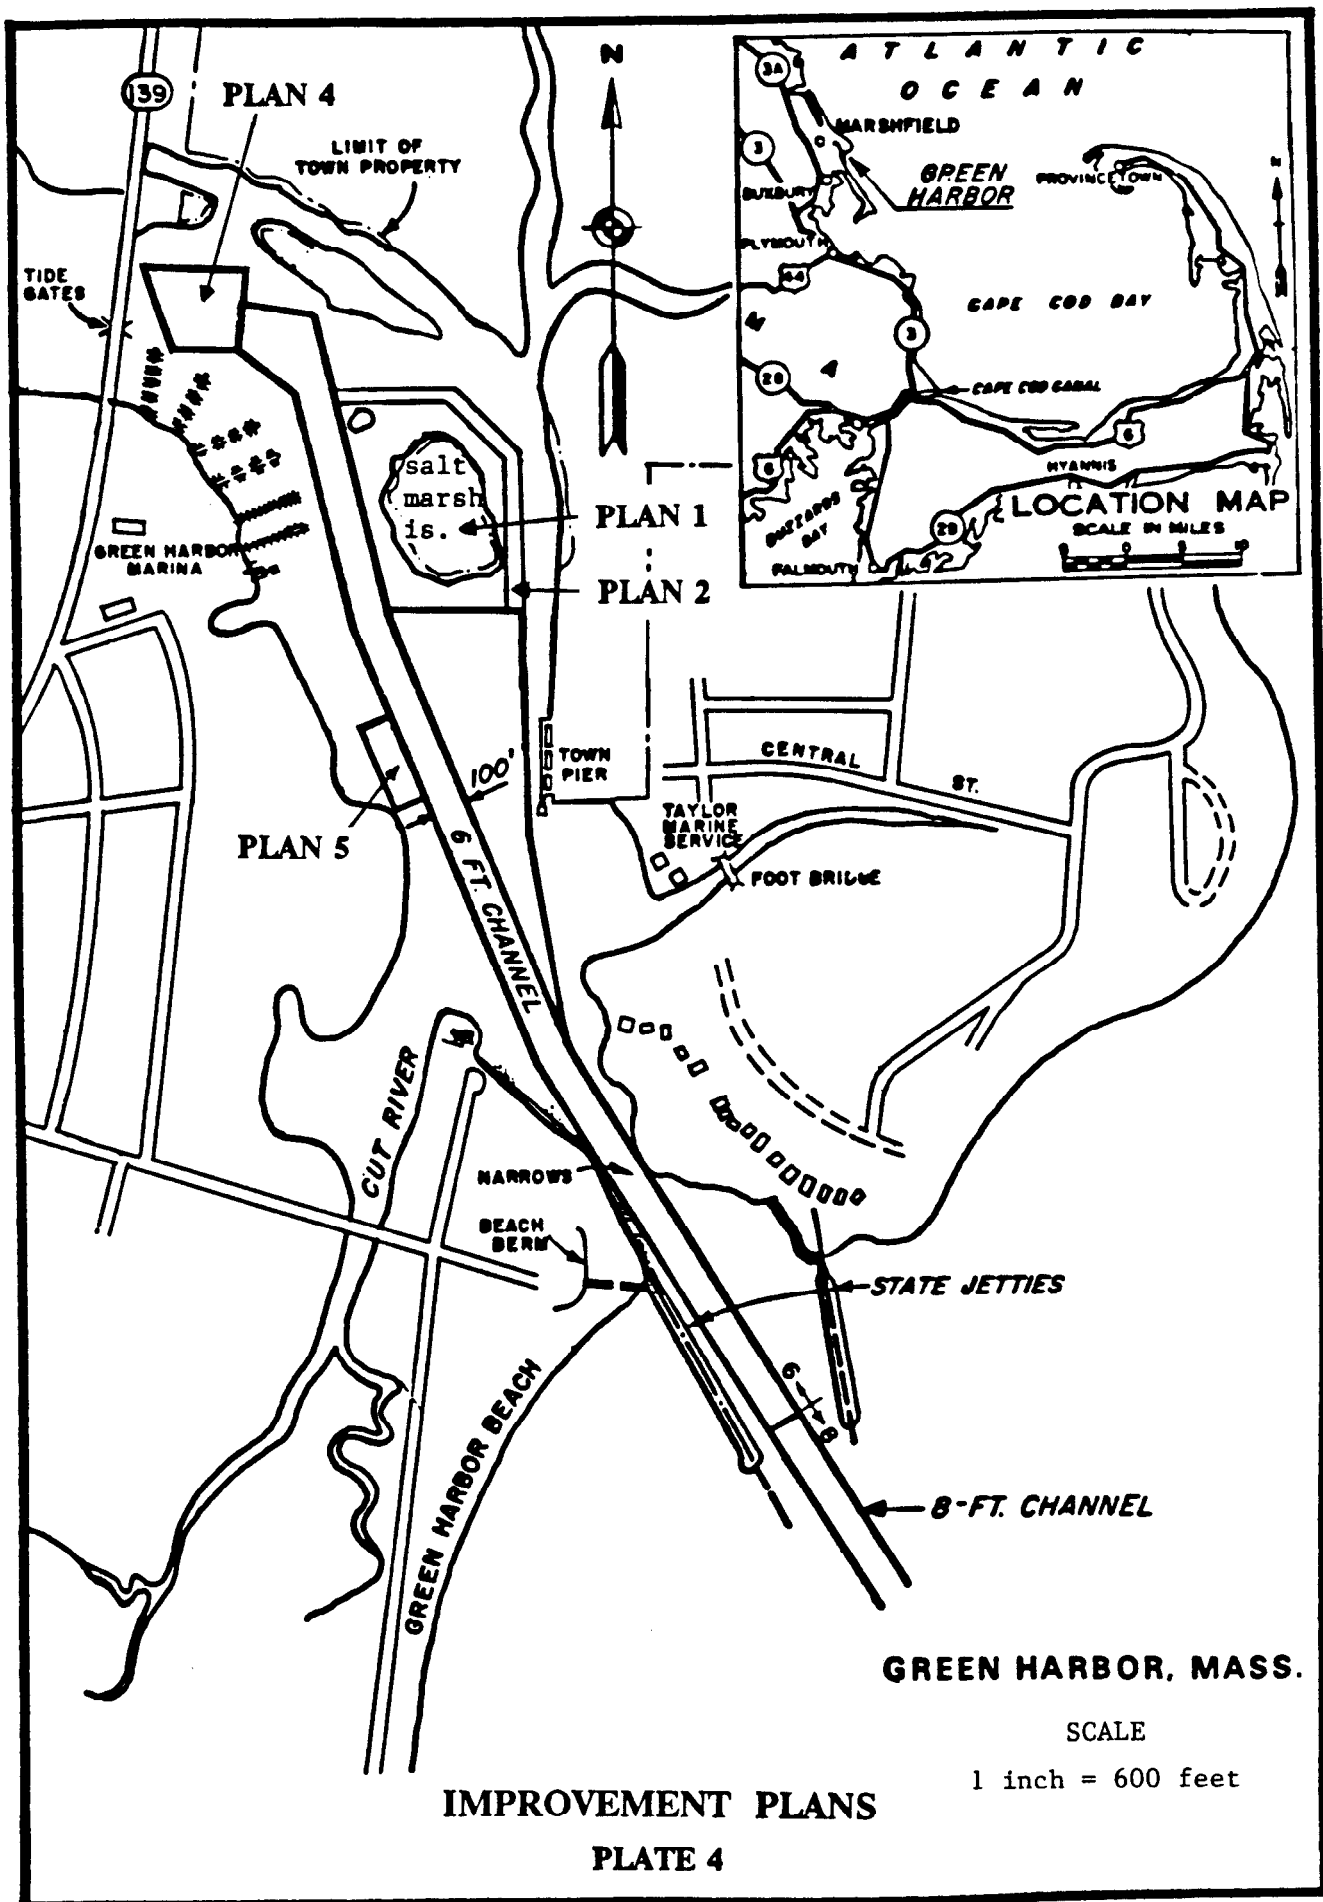 139
PLAN 4
LIMIT OF
TOWN PROPERTY
N
TIDE
GATES
salt
marsh
is.
PLAN 1
PLAN 2
GREEN HARBOR
MARINA
PLAN 5
100'
6 FT. CHANNEL
TOWN
PIER
CENTRAL ST.
TAYLOR
MARINE
SERVICE
FOOT BRIDGE
CUT RIVER
NARROWS
BEACH
BERM
STATE JETTIES
6
8
8-FT. CHANNEL
GREEN HARBOR BEACH
ATLANTIC
OCEAN
3A
MARSHFIELD
3
GREEN
HARBOR
DUXBURY
PROVINCETOWN
N
PLYMOUTH
44
CAPE COD BAY
3
28
CAPE COD CANAL
6
6
HYANNIS
BUZZARDS
BAY
28
LOCATION MAP
SCALE IN MILES
FALMOUTH
GREEN HARBOR, MASS.
SCALE
1 inch = 600 feet
IMPROVEMENT PLANS
PLATE 4